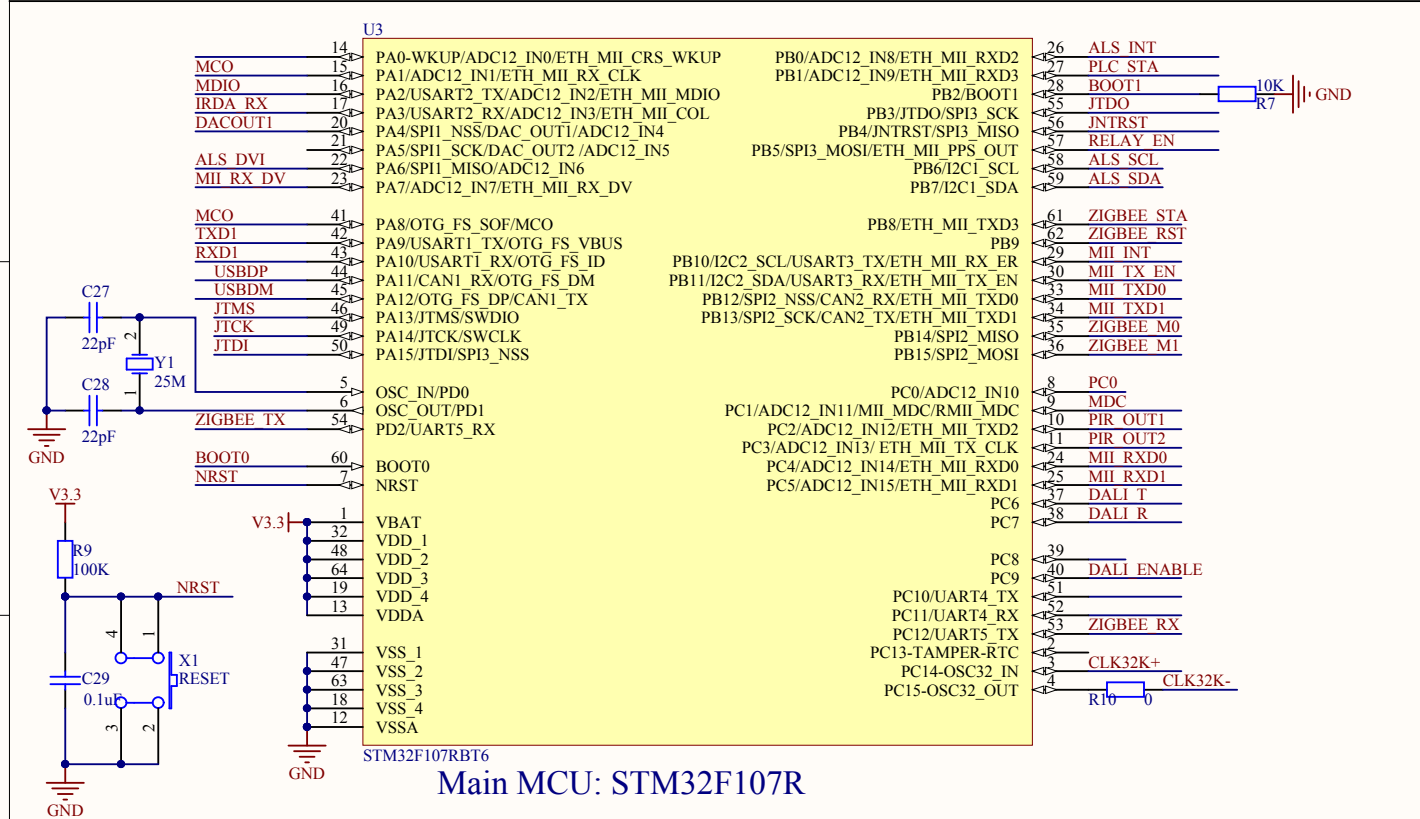 U3
14 PA0-WKUP/ADC12_IN0/ETH_MII_CRS_WKUP
MCO 15 PA1/ADC12_IN1/ETH_MII_RX_CLK
MDIO 16 PA2/USART2_TX/ADC12_IN2/ETH_MII_MDIO
IRDA_RX 17 PA3/USART2_RX/ADC12_IN3/ETH_MII_COL
DACOUT1 20 PA4/SPI1_NSS/DAC_OUT1/ADC12_IN4
21 PA5/SPI1_SCK/DAC_OUT2 /ADC12_IN5
ALS_DVI 22 PA6/SPI1_MISO/ADC12_IN6
MII_RX_DV 23 PA7/ADC12_IN7/ETH_MII_RX_DV
MCO 41 PA8/OTG_FS_SOF/MCO
TXD1 42 PA9/USART1_TX/OTG_FS_VBUS
RXD1 43 PA10/USART1_RX/OTG_FS_ID
USBDP 44 PA11/CAN1_RX/OTG_FS_DM
USBDM 45 PA12/OTG_FS_DP/CAN1_TX
JTMS 46 PA13/JTMS/SWDIO
JTCK 49 PA14/JTCK/SWCLK
JTDI 50 PA15/JTDI/SPI3_NSS
5 OSC_IN/PD0
6 OSC_OUT/PD1
ZIGBEE_TX 54 PD2/UART5_RX
BOOT0 60 BOOT0
NRST 7 NRST
V3.3 1 VBAT
32 VDD_1
48 VDD_2
64 VDD_3
19 VDD_4
13 VDDA
31 VSS_1
47 VSS_2
63 VSS_3
18 VSS_4
12 VSSA
GND
PB0/ADC12_IN8/ETH_MII_RXD2 26 ALS_INT
PB1/ADC12_IN9/ETH_MII_RXD3 27 PLC_STA
PB2/BOOT1 28 BOOT1 10K R7 GND
PB3/JTDO/SPI3_SCK 55 JTDO
PB4/JNTRST/SPI3_MISO 56 JNTRST
PB5/SPI3_MOSI/ETH_MII_PPS_OUT 57 RELAY_EN
PB6/I2C1_SCL 58 ALS_SCL
PB7/I2C1_SDA 59 ALS_SDA
PB8/ETH_MII_TXD3 61 ZIGBEE_STA
PB9 62 ZIGBEE_RST
PB10/I2C2_SCL/USART3_TX/ETH_MII_RX_ER 29 MII_INT
PB11/I2C2_SDA/USART3_RX/ETH_MII_TX_EN 30 MII_TX_EN
PB12/SPI2_NSS/CAN2_RX/ETH_MII_TXD0 33 MII_TXD0
PB13/SPI2_SCK/CAN2_TX/ETH_MII_TXD1 34 MII_TXD1
PB14/SPI2_MISO 35 ZIGBEE_M0
PB15/SPI2_MOSI 36 ZIGBEE_M1
PC0/ADC12_IN10 8 PC0
PC1/ADC12_IN11/MII_MDC/RMII_MDC 9 MDC
PC2/ADC12_IN12/ETH_MII_TXD2 10 PIR_OUT1
PC3/ADC12_IN13/ ETH_MII_TX_CLK 11 PIR_OUT2
PC4/ADC12_IN14/ETH_MII_RXD0 24 MII_RXD0
PC5/ADC12_IN15/ETH_MII_RXD1 25 MII_RXD1
PC6 37 DALI_T
PC7 38 DALI_R
PC8 39
PC9 40 DALI_ENABLE
PC10/UART4_TX 51
PC11/UART4_RX 52
PC12/UART5_TX 53 ZIGBEE_RX
PC13-TAMPER-RTC 2
PC14-OSC32_IN 3 CLK32K+
PC15-OSC32_OUT 4 CLK32K-
R10 0
C27
22pF
2
Y1
25M
1
C28
22pF
GND
V3.3
R9
100K
NRST
4 1
X1
RESET
C29
0.1uF
3 2
GND
STM32F107RBT6
Main MCU: STM32F107R